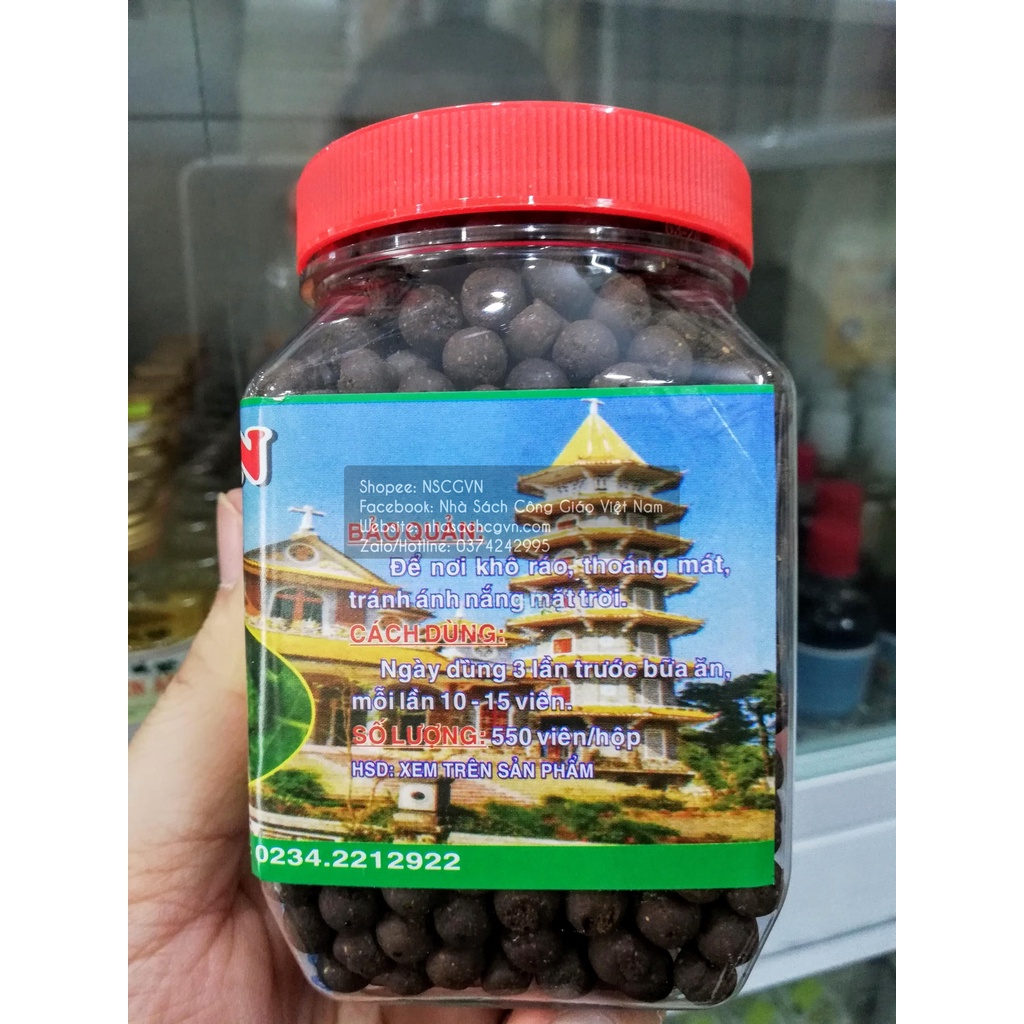 N
Shopee: NSCGVN
Facebook: Nhà Sách Công Giáo Việt Nam
Website: nhasachcgvn.com
Zalo/Hotline: 0374242995
BẢO QUẢN:
Để nơi khô ráo, thoáng mát,
tránh ánh nắng mặt trời.
CÁCH DÙNG:
Ngày dùng 3 lần trước bữa ăn,
mỗi lần 10 - 15 viên.
SỐ LƯỢNG: 550 viên/hộp
HSD: XEM TRÊN SẢN PHẨM
0234.2212922